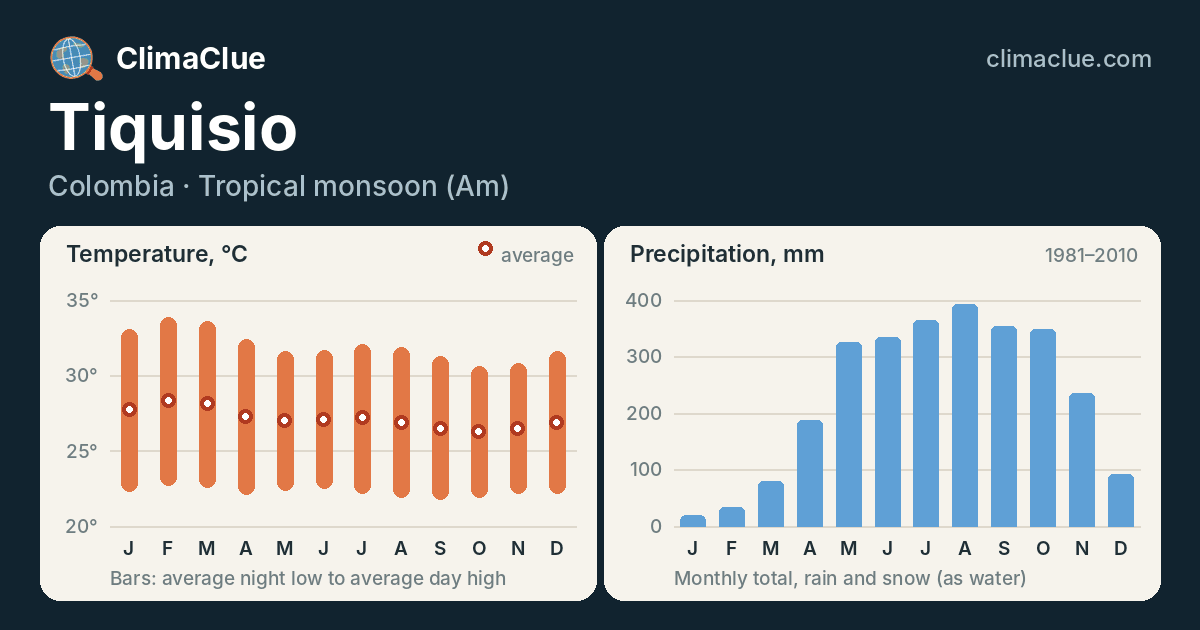 ClimaClue
climaclue.com
Tiquisio
Colombia · Tropical monsoon (Am)
Temperature, °C
average
35°
30°
25°
20°
J F M A M J J A S O N D
Bars: average night low to average day high
Precipitation, mm
1981–2010
400
300
200
100
0
J F M A M J J A S O N D
Monthly total, rain and snow (as water)